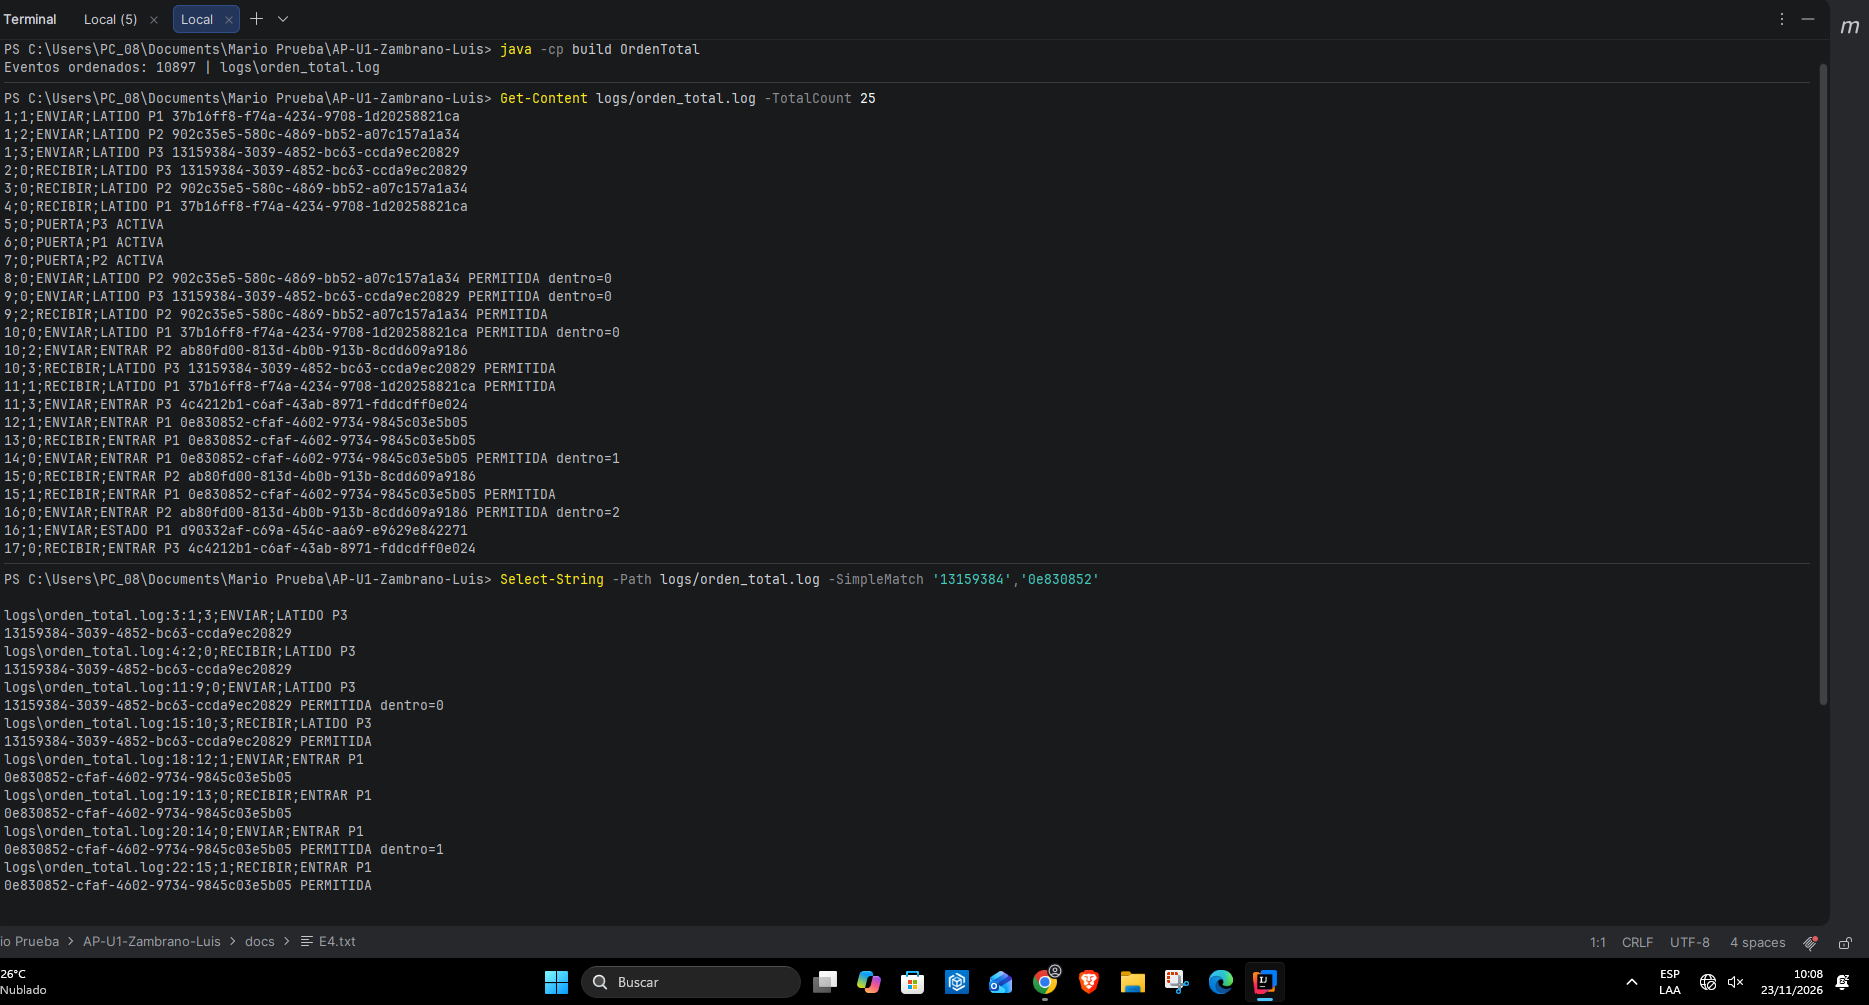 Terminal Local (5) × Local × + 
PS C:\Users\PC_08\Documents\Mario Prueba\AP-U1-Zambrano-Luis> java -cp build OrdenTotal
Eventos ordenados: 10897 | logs\orden_total.log
PS C:\Users\PC_08\Documents\Mario Prueba\AP-U1-Zambrano-Luis> Get-Content logs/orden_total.log -TotalCount 25
1;1;ENVIAR;LATIDO P1 37b16ff8-f74a-4234-9708-1d20258821ca
1;2;ENVIAR;LATIDO P2 902c35e5-580c-4869-bb52-a07c157a1a34
1;3;ENVIAR;LATIDO P3 13159384-3039-4852-bc63-ccda9ec20829
2;0;RECIBIR;LATIDO P3 13159384-3039-4852-bc63-ccda9ec20829
3;0;RECIBIR;LATIDO P2 902c35e5-580c-4869-bb52-a07c157a1a34
4;0;RECIBIR;LATIDO P1 37b16ff8-f74a-4234-9708-1d20258821ca
5;0;PUERTA;P3 ACTIVA
6;0;PUERTA;P1 ACTIVA
7;0;PUERTA;P2 ACTIVA
8;0;ENVIAR;LATIDO P2 902c35e5-580c-4869-bb52-a07c157a1a34 PERMITIDA dentro=0
9;0;ENVIAR;LATIDO P3 13159384-3039-4852-bc63-ccda9ec20829 PERMITIDA dentro=0
9;2;RECIBIR;LATIDO P2 902c35e5-580c-4869-bb52-a07c157a1a34 PERMITIDA
10;0;ENVIAR;LATIDO P1 37b16ff8-f74a-4234-9708-1d20258821ca PERMITIDA dentro=0
10;2;ENVIAR;ENTRAR P2 ab80fd00-813d-4b0b-913b-8cdd609a9186
10;3;RECIBIR;LATIDO P3 13159384-3039-4852-bc63-ccda9ec20829 PERMITIDA
11;1;RECIBIR;LATIDO P1 37b16ff8-f74a-4234-9708-1d20258821ca PERMITIDA
11;3;ENVIAR;ENTRAR P3 4c4212b1-c6af-43ab-8971-fddcdff0e024
12;1;ENVIAR;ENTRAR P1 0e830852-cfaf-4602-9734-9845c03e5b05
13;0;RECIBIR;ENTRAR P1 0e830852-cfaf-4602-9734-9845c03e5b05
14;0;ENVIAR;ENTRAR P1 0e830852-cfaf-4602-9734-9845c03e5b05 PERMITIDA dentro=1
15;0;RECIBIR;ENTRAR P2 ab80fd00-813d-4b0b-913b-8cdd609a9186
15;1;RECIBIR;ENTRAR P1 0e830852-cfaf-4602-9734-9845c03e5b05 PERMITIDA
16;0;ENVIAR;ENTRAR P2 ab80fd00-813d-4b0b-913b-8cdd609a9186 PERMITIDA dentro=2
16;1;ENVIAR;ESTADO P1 d90332af-c69a-454c-aa69-e9629e842271
17;0;RECIBIR;ENTRAR P3 4c4212b1-c6af-43ab-8971-fddcdff0e024
PS C:\Users\PC_08\Documents\Mario Prueba\AP-U1-Zambrano-Luis> Select-String -Path logs/orden_total.log -SimpleMatch '13159384','0e830852'
logs\orden_total.log:3:1;3;ENVIAR;LATIDO P3
13159384-3039-4852-bc63-ccda9ec20829
logs\orden_total.log:4:2;0;RECIBIR;LATIDO P3
13159384-3039-4852-bc63-ccda9ec20829
logs\orden_total.log:11:9;0;ENVIAR;LATIDO P3
13159384-3039-4852-bc63-ccda9ec20829 PERMITIDA dentro=0
logs\orden_total.log:15:10;3;RECIBIR;LATIDO P3
13159384-3039-4852-bc63-ccda9ec20829 PERMITIDA
logs\orden_total.log:18:12;1;ENVIAR;ENTRAR P1
0e830852-cfaf-4602-9734-9845c03e5b05
logs\orden_total.log:19:13;0;RECIBIR;ENTRAR P1
0e830852-cfaf-4602-9734-9845c03e5b05
logs\orden_total.log:20:14;0;ENVIAR;ENTRAR P1
0e830852-cfaf-4602-9734-9845c03e5b05 PERMITIDA dentro=1
logs\orden_total.log:22:15;1;RECIBIR;ENTRAR P1
0e830852-cfaf-4602-9734-9845c03e5b05 PERMITIDA
io Prueba > AP-U1-Zambrano-Luis > docs > E4.txt 1:1 CRLF UTF-8 4 spaces
26°C
Nublado
Buscar
ESP
LAA
10:08
23/11/2026
m